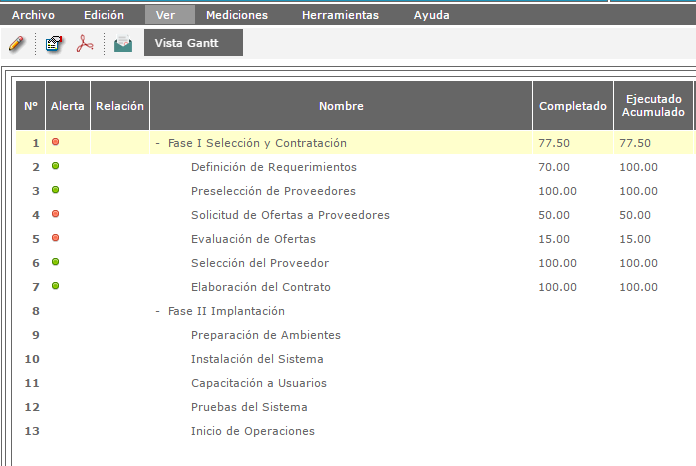 Archivo Edición Ver Mediciones Herramientas Ayuda
Vista Gantt
Nº Alerta Relación Nombre Completado Ejecutado Acumulado
1 - Fase I Selección y Contratación 77.50 77.50
2 Definición de Requerimientos 70.00 100.00
3 Preselección de Proveedores 100.00 100.00
4 Solicitud de Ofertas a Proveedores 50.00 50.00
5 Evaluación de Ofertas 15.00 15.00
6 Selección del Proveedor 100.00 100.00
7 Elaboración del Contrato 100.00 100.00
8 - Fase II Implantación
9 Preparación de Ambientes
10 Instalación del Sistema
11 Capacitación a Usuarios
12 Pruebas del Sistema
13 Inicio de Operaciones